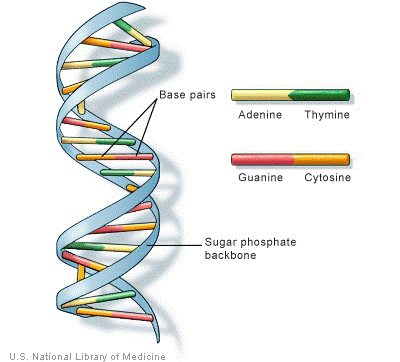 Base pairs
Adenine Thymine
Guanine Cytosine
Sugar phosphate
backbone
U.S. National Library of Medicine